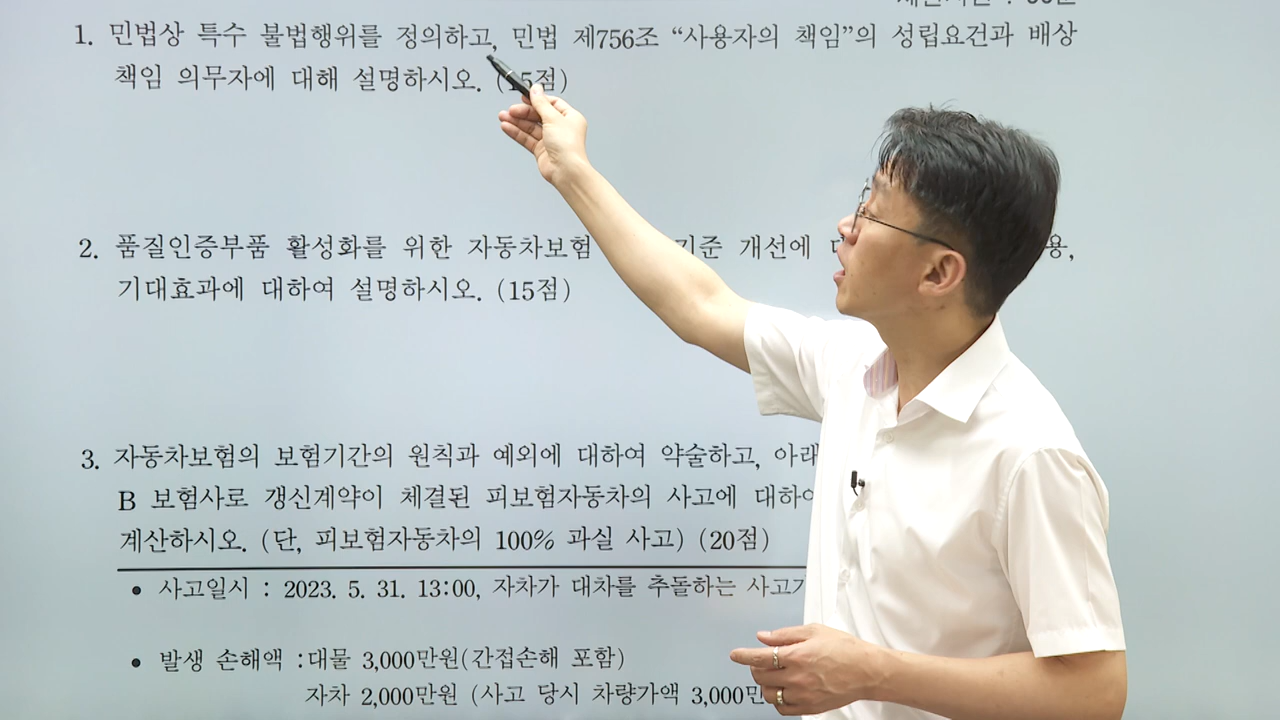 1. 민법상 특수 불법행위를 정의하고, 민법 제756조 “사용자의 책임”의 성립요건과 배상
책임 의무자에 대해 설명하시오. (15점)
2. 품질인증부품 활성화를 위한 자동차보험 기준 개선에
기대효과에 대하여 설명하시오. (15점)
3. 자동차보험의 보험기간의 원칙과 예외에 대하여 약술하고, 아래
B 보험사로 갱신계약이 체결된 피보험자동차의 사고에 대하여
계산하시오. (단, 피보험자동차의 100% 과실 사고) (20점)
• 사고일시 : 2023. 5. 31. 13:00, 자차가 대차를 추돌하는
• 발생 손해액 :대물 3,000만원(간접손해 포함)
자차 2,000만원 (사고 당시 차량가액 3,000만